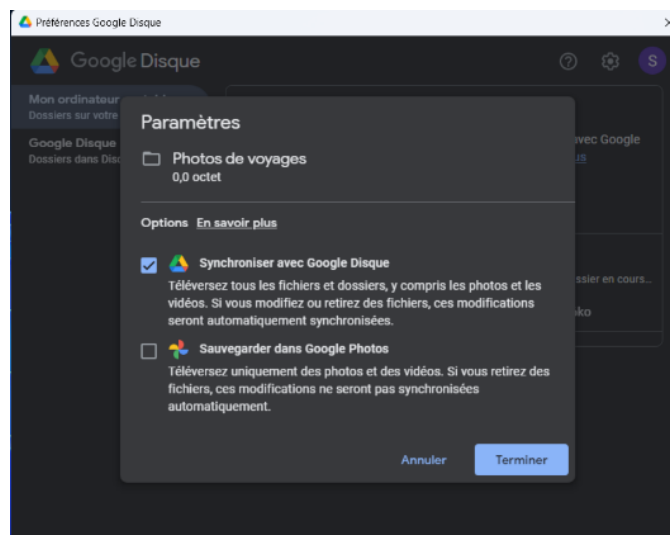 Préférences Google Disque
Google Disque
S
Mon ordinateur
Dossiers sur votre
Google Disque
Dossiers dans
avec Google
Paramètres
Photos de voyages
0,0 octet
Options En savoir plus
Synchroniser avec Google Disque
Téléversez tous les fichiers et dossiers, y compris les photos et les
vidéos. Si vous modifiez ou retirez des fichiers, ces modifications
seront automatiquement synchronisées.
Sauvegarder dans Google Photos
Téléversez uniquement des photos et des vidéos. Si vous retirez des
fichiers, ces modifications ne seront pas synchronisées
automatiquement.
en cours...
Annuler Terminer